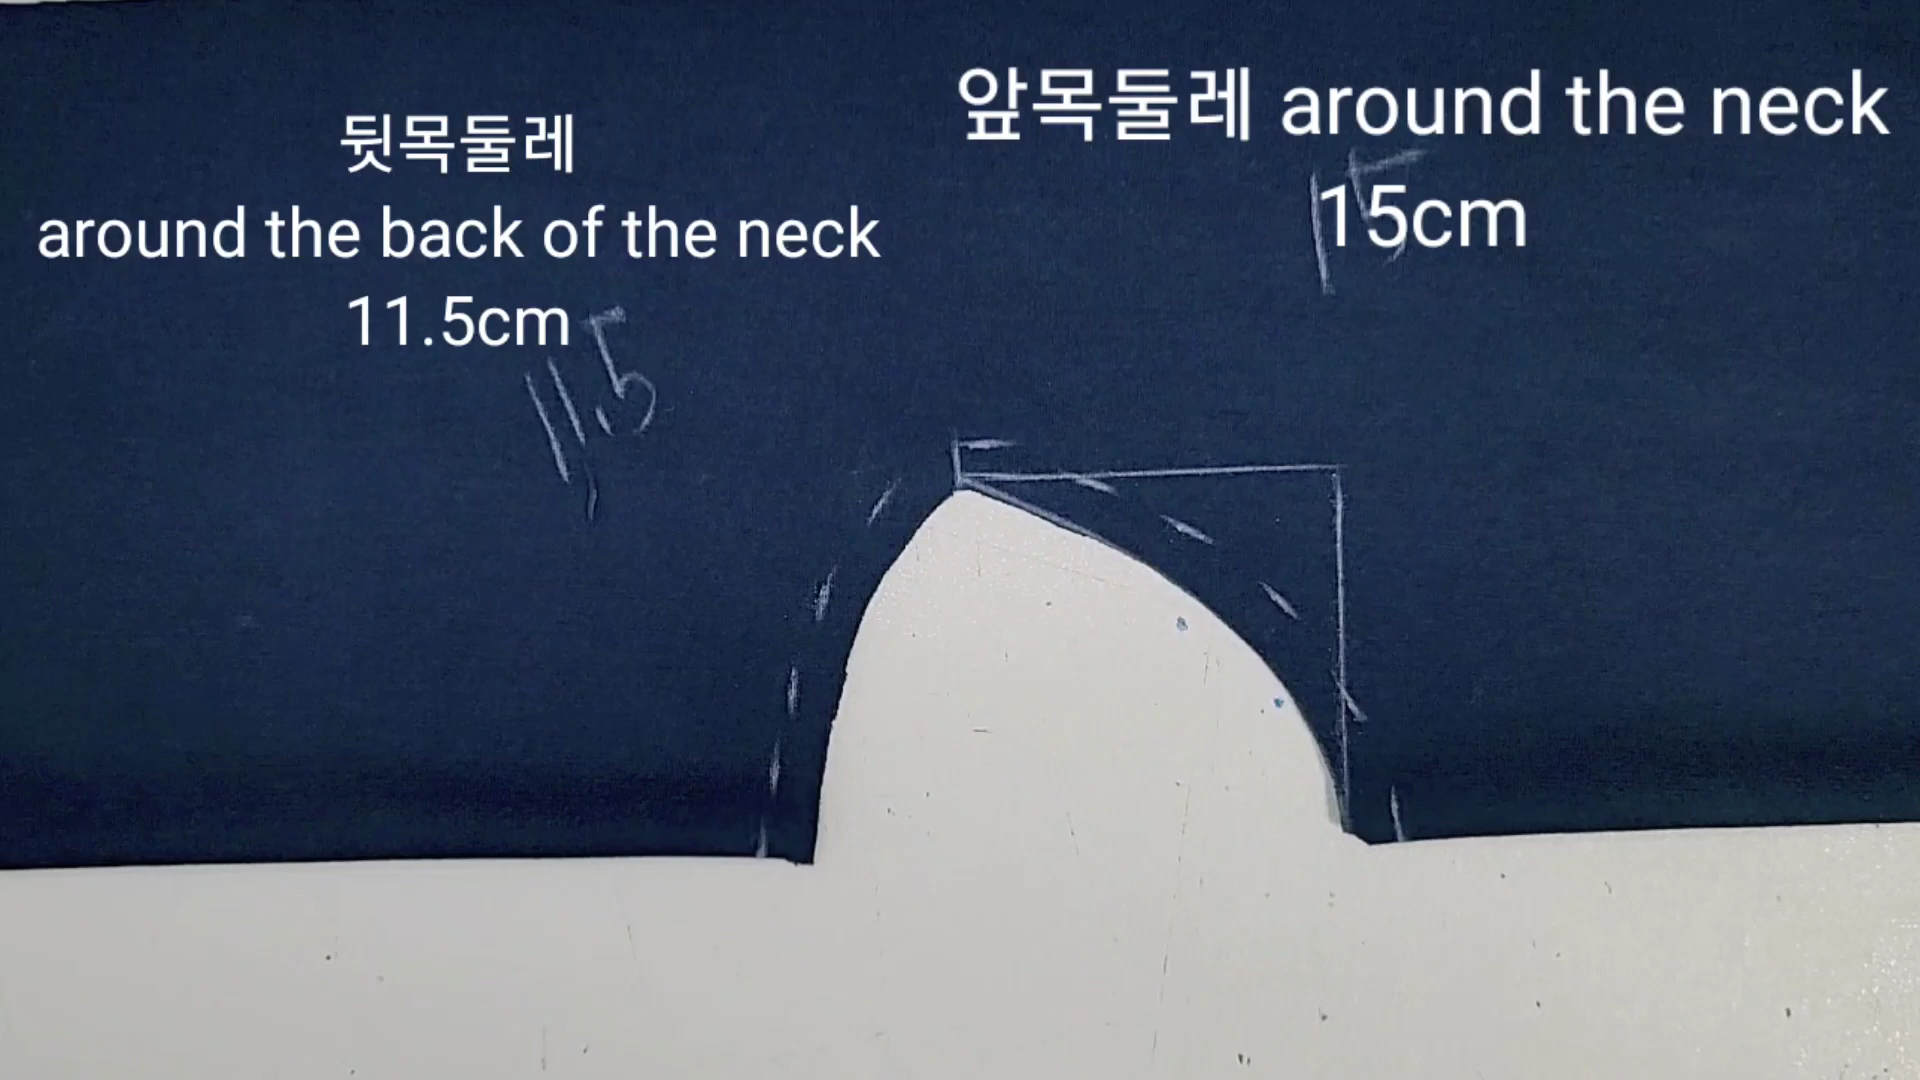 뒷목둘레
around the back of the neck
11.5cm
11.5
앞목둘레 around the neck
15cm
15